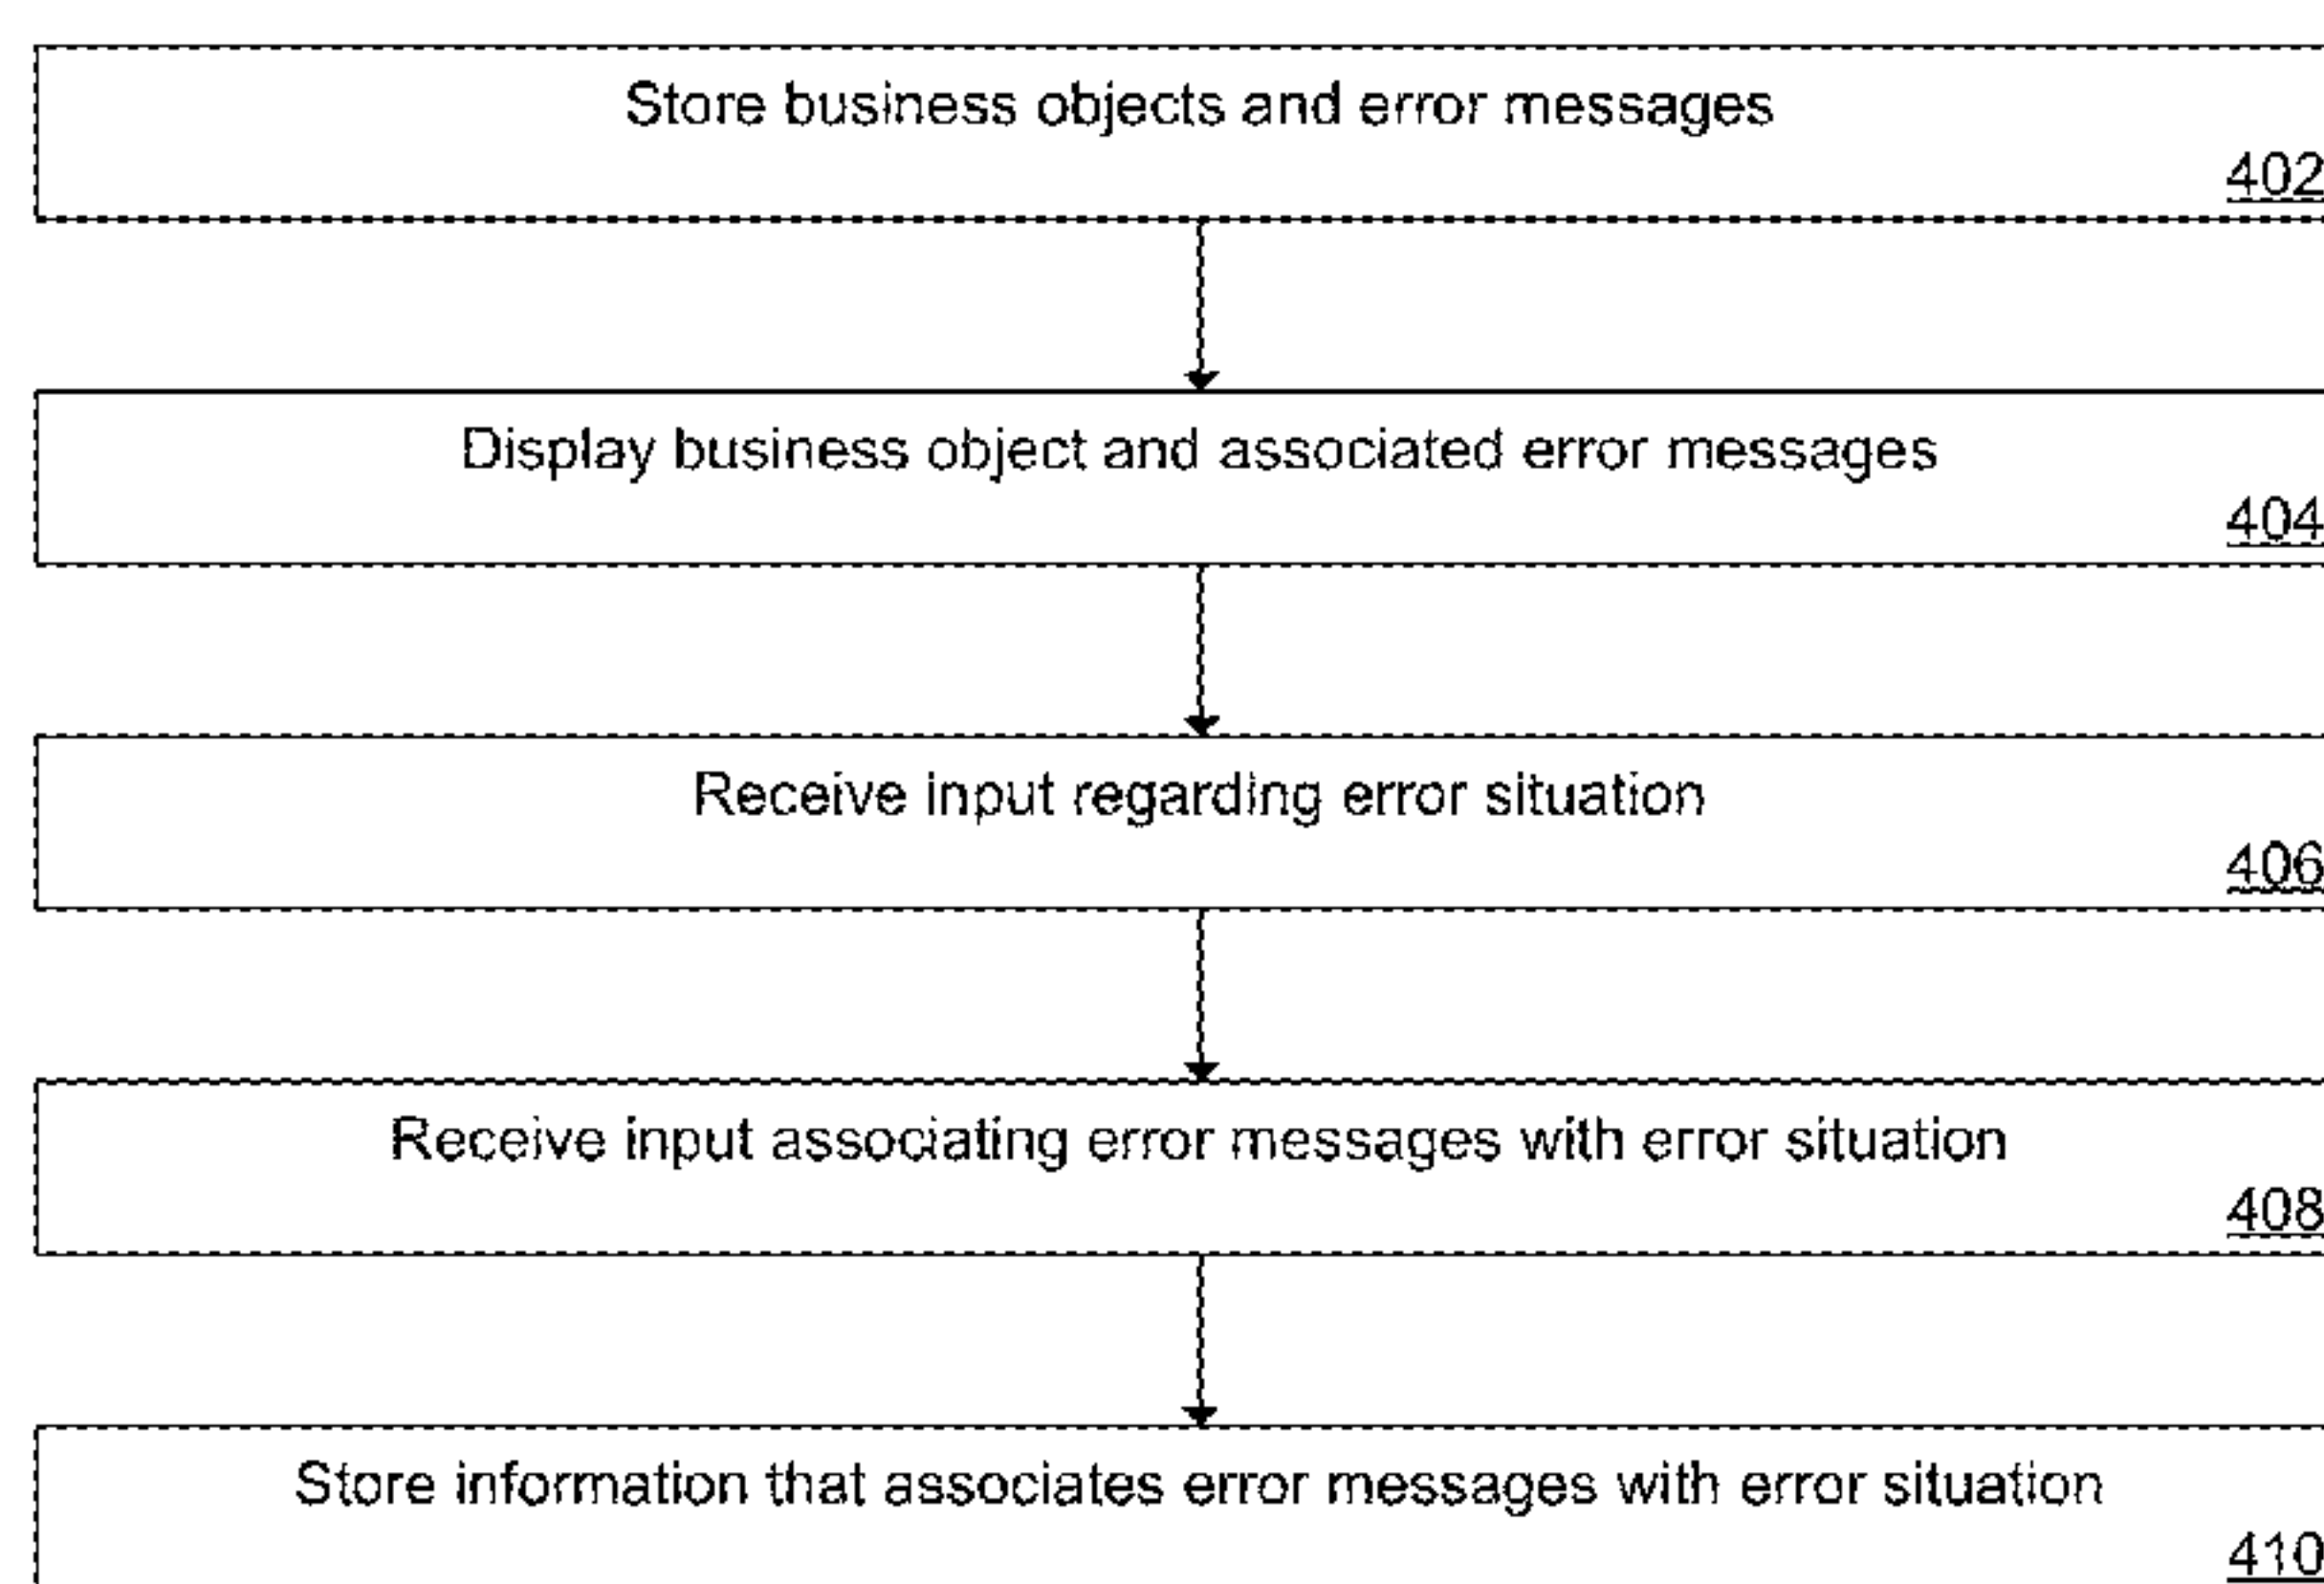 Store business objects and error messages
402
Display business object and associated error messages
404
Receive input regarding error situation
406
Receive input associating error messages with error situation
408
Store information that associates error messages with error situation
410